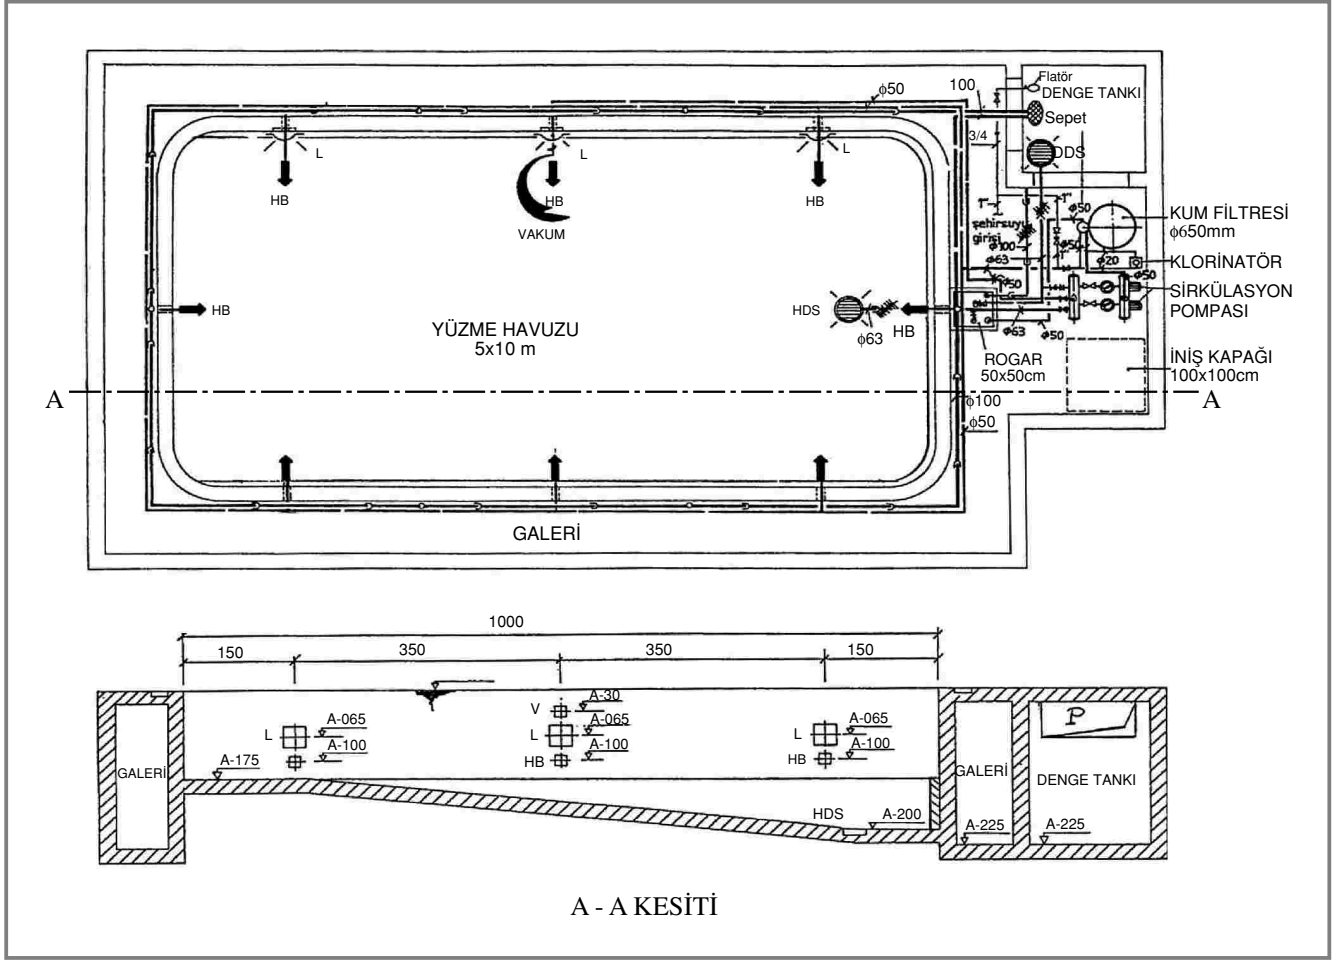 100
ϕ50
Flatör
DENGE TANKI
Sepet
3/4
DDS
L
L
L
HB
HB
HB
VAKUM
1"
1"
şehirsuyu
girişi
ϕ50
KUM FİLTRESİ
ϕ650mm
ϕ100
ϕ50
ϕ63
1"
ϕ20
KLORİNATÖR
ϕ50
ϕ50
SİRKÜLASYON
POMPASI
HB
HDS
ϕ63
HB
YÜZME HAVUZU
5x10 m
ϕ63
ϕ50
ROGAR
50x50cm
İNİŞ KAPAĞI
100x100cm
A
A
ϕ100
ϕ50
GALERİ
1000
150
350
350
150
V
A-30
L
A-065
L
A-065
L
A-065
A-100
HB
A-100
HB
A-100
A-175
P
GALERİ
GALERİ
DENGE TANKI
HDS
A-200
A-225
A-225
A - A KESİTİ